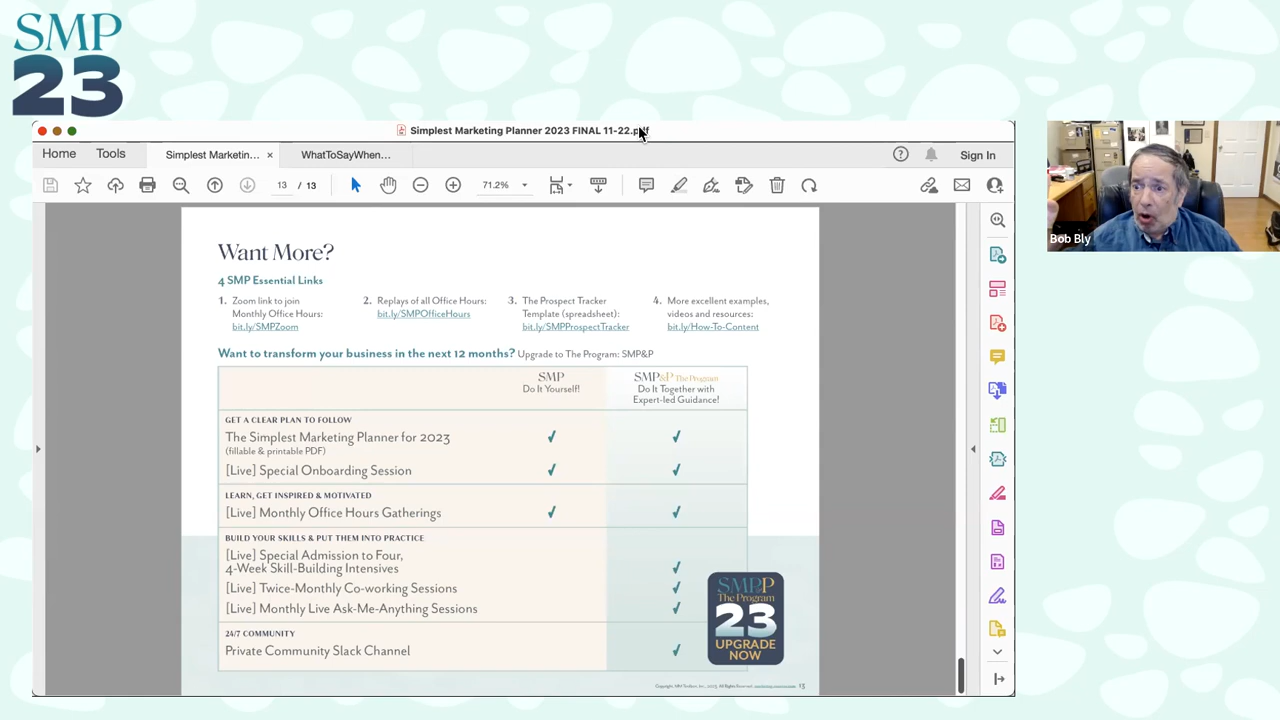 SMP
23
Simplest Marketing Planner 2023 FINAL 11-22.pdf
Home Tools Simplest Marketin... × WhatToSayWhen... Sign In
13 / 13 71.2%
Bob Bly
Want More?
4 SMP Essential Links
1. Zoom link to join
Monthly Office Hours:
bit.ly/SMPZoom
2. Replays of all Office Hours:
bit.ly/SMPOfficeHours
3. The Prospect Tracker
Template (spreadsheet):
bit.ly/SMPProspectTracker
4. More excellent examples,
videos and resources:
bit.ly/How-To-Content
Want to transform your business in the next 12 months? Upgrade to The Program: SMP&P
SMP
Do It Yourself!
SMP&P The Program
Do It Together with
Expert-led Guidance!
GET A CLEAR PLAN TO FOLLOW
The Simplest Marketing Planner for 2023
(fillable & printable PDF)
[Live] Special Onboarding Session
LEARN, GET INSPIRED & MOTIVATED
[Live] Monthly Office Hours Gatherings
BUILD YOUR SKILLS & PUT THEM INTO PRACTICE
[Live] Special Admission to Four,
4-Week Skill-Building Intensives
[Live] Twice-Monthly Co-working Sessions
[Live] Monthly Live Ask-Me-Anything Sessions
24/7 COMMUNITY
Private Community Slack Channel
SMP&P
The Program
23
UPGRADE
NOW
13